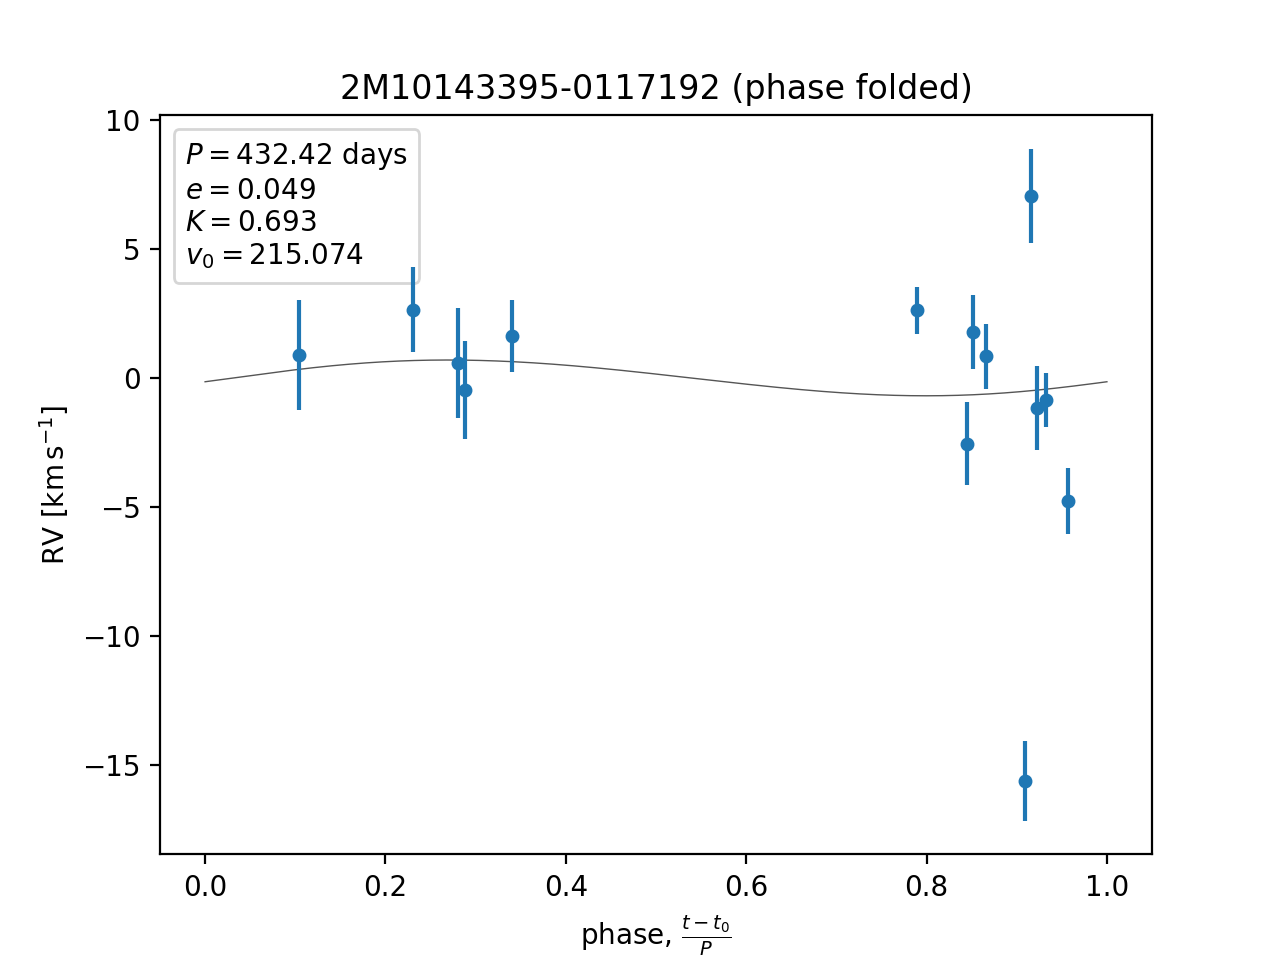 2M10143395-0117192 (phase folded)
P = 432.42 days
e = 0.049
K = 0.693
v₀ = 215.074
10
5
0
−5
−10
−15
RV [km s⁻¹]
0.0 0.2 0.4 0.6 0.8 1.0
phase, (t − t₀)/P